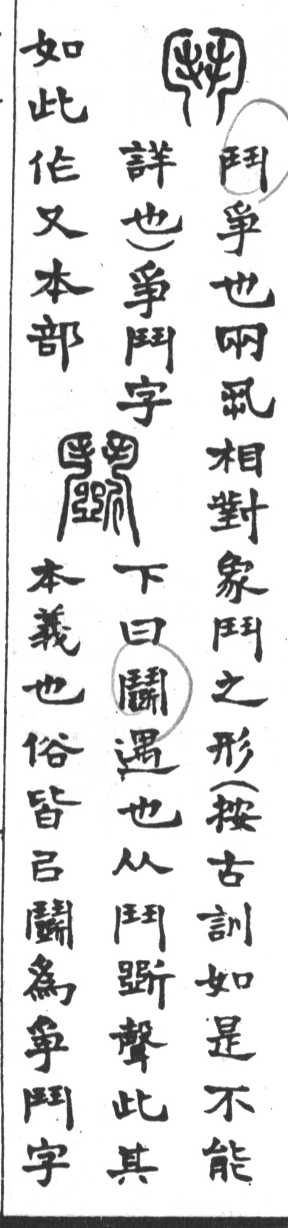 鬥
鬥爭也兩丮相對象鬥之形(按古訓如是不能
詳也)爭鬥字
如此作又本部
鬭
下曰鬭遇也从鬥斲聲此其
本義也俗皆㠯鬭爲爭鬥字